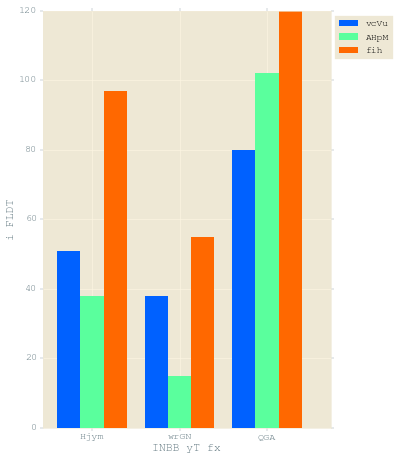 120
100
80
60
40
20
0
i FLDT
Hjym wrGN QGA
INBB yT fx
vcVu
AHpM
fih